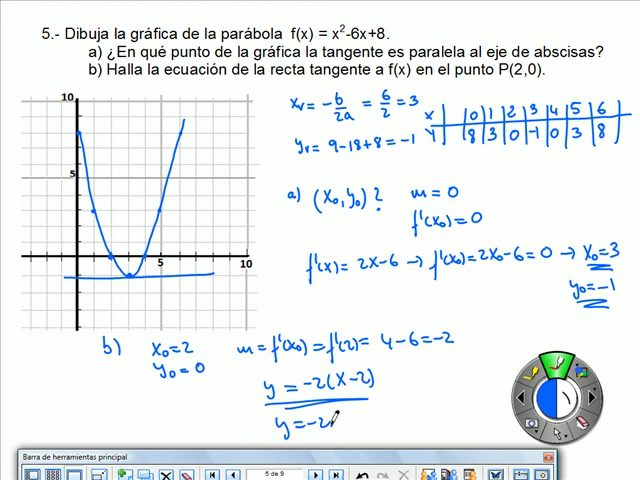 5.- Dibuja la gráfica de la parábola f(x) = x²-6x+8.
a) ¿En qué punto de la gráfica la tangente es paralela al eje de abscisas?
b) Halla la ecuación de la recta tangente a f(x) en el punto P(2,0).
10
5
0
5
10
xv = -b/2a = 6/2 = 3
yv = 9-18+8 = -1
x 0 1 2 3 4 5 6
y 8 3 0 -1 0 3 8
a) (x₀, y₀)? m = 0
f'(x₀) = 0
f'(x) = 2x-6 → f'(x₀) = 2x₀-6 = 0 → x₀ = 3
y₀ = -1
b) x₀ = 2 m = f'(x₀) = f'(2) = 4-6 = -2
y₀ = 0
y = -2(x-2)
y = -2
Barra de herramientas principal
5 de 9